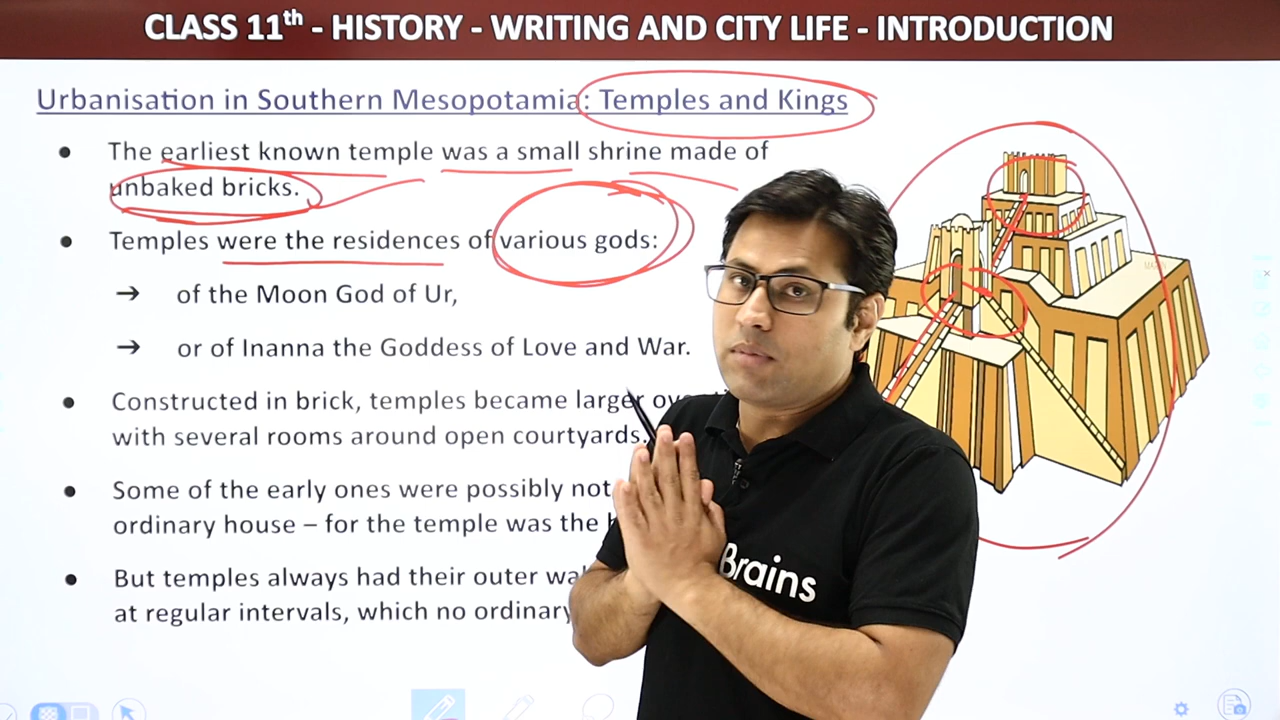 CLASS 11th - HISTORY - WRITING AND CITY LIFE - INTRODUCTION
Urbanisation in Southern Mesopotamia: Temples and Kings
● The earliest known temple was a small shrine made of
unbaked bricks.
● Temples were the residences of various gods:
→ of the Moon God of Ur,
→ or of Inanna the Goddess of Love and War.
● Constructed in brick, temples became larger
with several rooms around open courtyards.
● Some of the early ones were possibly not
ordinary house – for the temple was the
● But temples always had their outer
at regular intervals, which no ordinary
Brains